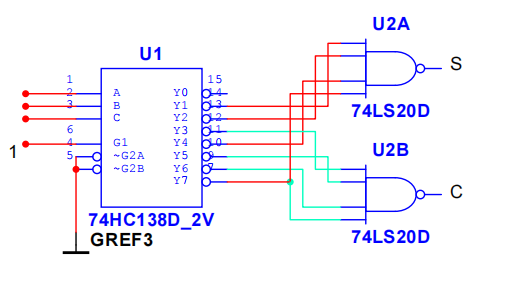 U2A
S
74LS20D
U1
1
2
3
6
4
5
A
B
C
G1
~G2A
~G2B
Y0
Y1
Y2
Y3
Y4
Y5
Y6
Y7
15
14
13
12
11
10
9
7
1
74HC138D_2V
GREF3
U2B
C
74LS20D